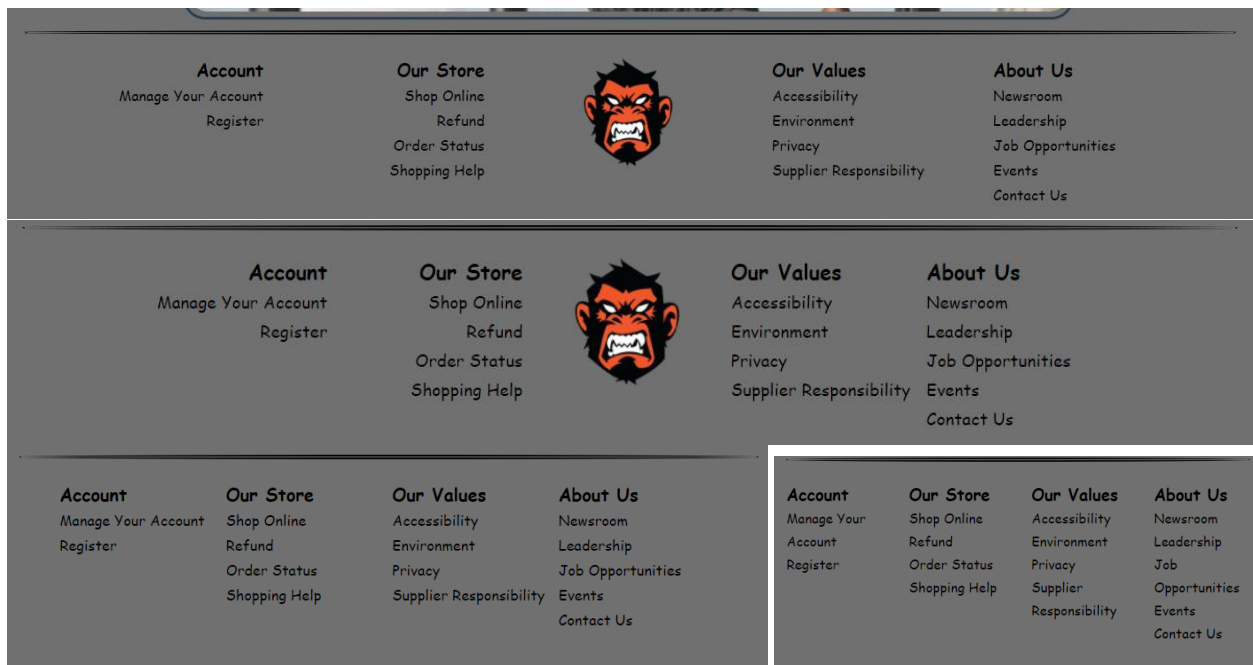 Account
Manage Your Account
Register
Our Store
Shop Online
Refund
Order Status
Shopping Help
Our Values
Accessibility
Environment
Privacy
Supplier Responsibility
About Us
Newsroom
Leadership
Job Opportunities
Events
Contact Us
Account
Manage Your Account
Register
Our Store
Shop Online
Refund
Order Status
Shopping Help
Our Values
Accessibility
Environment
Privacy
Supplier Responsibility
About Us
Newsroom
Leadership
Job Opportunities
Events
Contact Us
Account
Manage Your Account
Register
Our Store
Shop Online
Refund
Order Status
Shopping Help
Our Values
Accessibility
Environment
Privacy
Supplier Responsibility
About Us
Newsroom
Leadership
Job Opportunities
Events
Contact Us
Account
Manage Your
Account
Register
Our Store
Shop Online
Refund
Order Status
Shopping Help
Our Values
Accessibility
Environment
Privacy
Supplier
Responsibility
About Us
Newsroom
Leadership
Job
Opportunities
Events
Contact Us